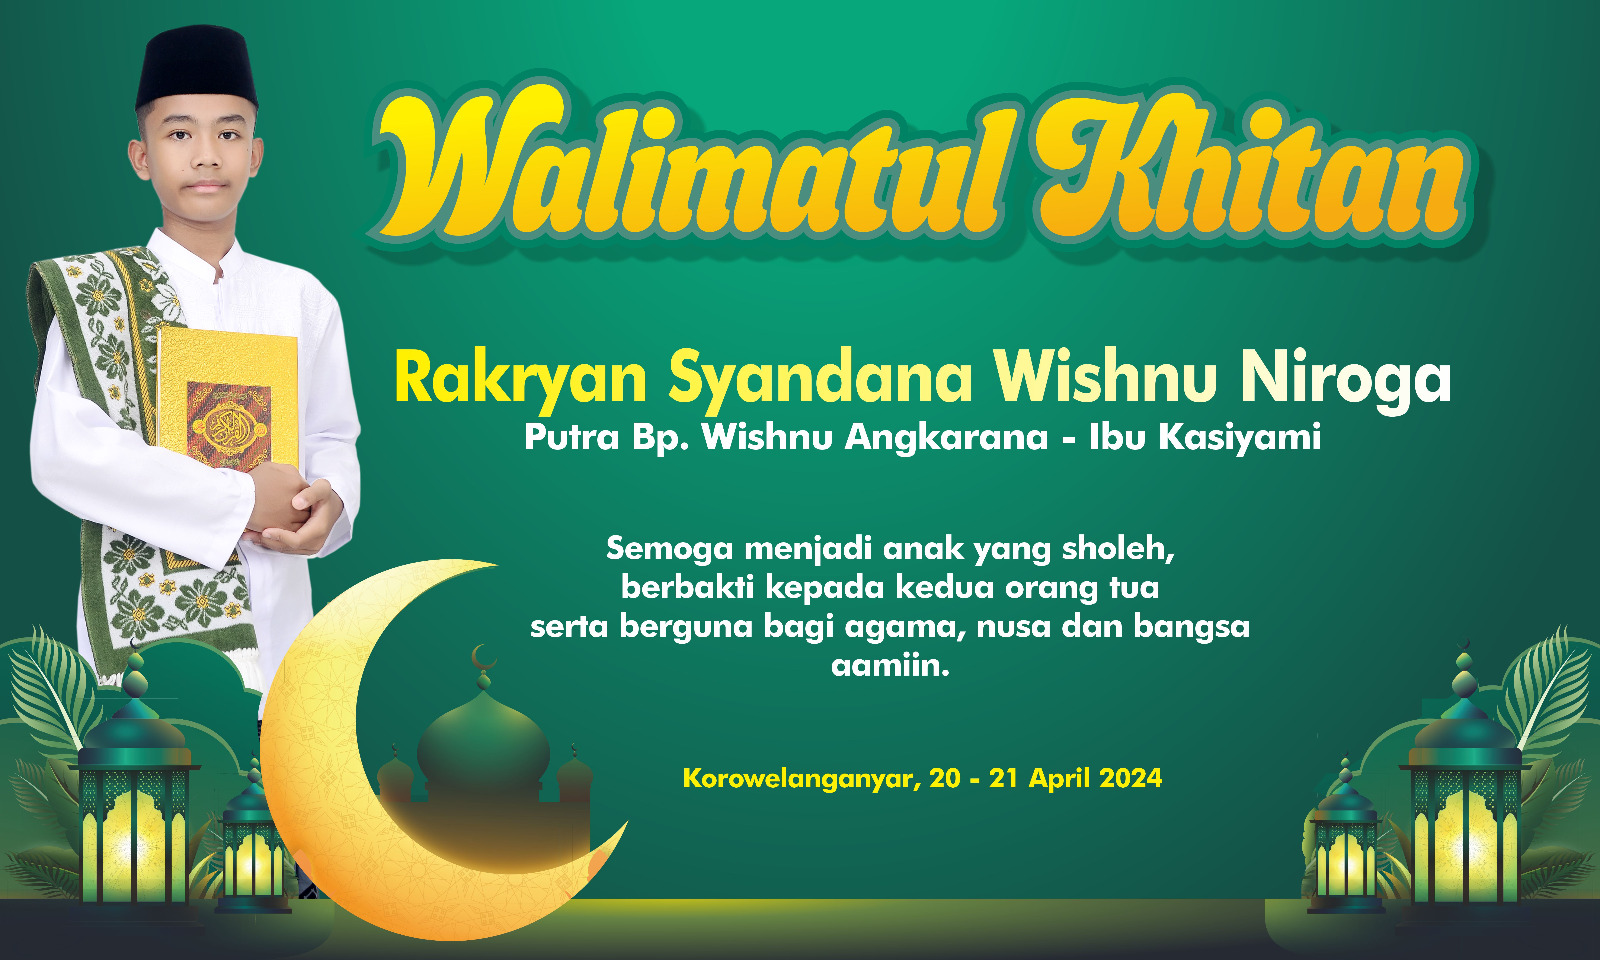 Walimatul Khitan
Rakryan Syandana Wishnu Niroga
Putra Bp. Wishnu Angkarana - Ibu Kasiyami
Semoga menjadi anak yang sholeh,
berbakti kepada kedua orang tua
serta berguna bagi agama, nusa dan bangsa
aamiin.
Korowelanganyar, 20 - 21 April 2024